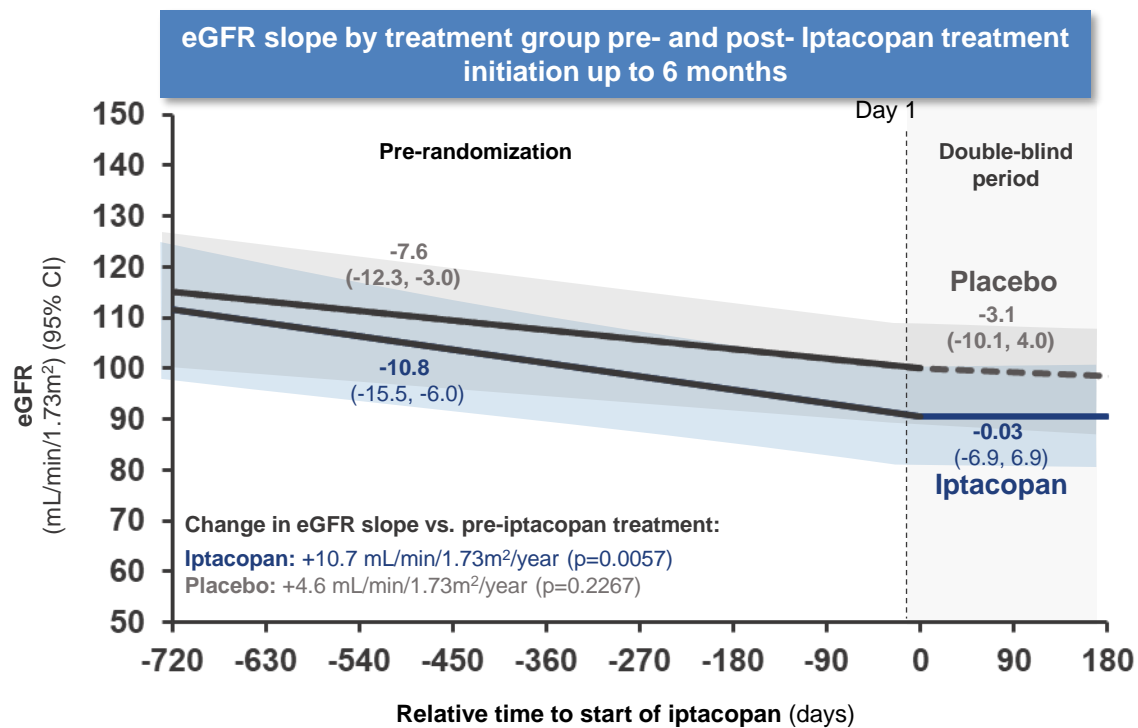 eGFR slope by treatment group pre- and post- Iptacopan treatment
initiation up to 6 months
Day 1
Pre-randomization
Double-blind
period
eGFR
(mL/min/1.73m²) (95% CI)
150
140
130
120
110
100
90
80
70
60
50
-7.6
(-12.3, -3.0)
Placebo
-3.1
(-10.1, 4.0)
-10.8
(-15.5, -6.0)
-0.03
(-6.9, 6.9)
Iptacopan
Change in eGFR slope vs. pre-iptacopan treatment:
Iptacopan: +10.7 mL/min/1.73m²/year (p=0.0057)
Placebo: +4.6 mL/min/1.73m²/year (p=0.2267)
-720 -630 -540 -450 -360 -270 -180 -90 0 90 180
Relative time to start of iptacopan (days)